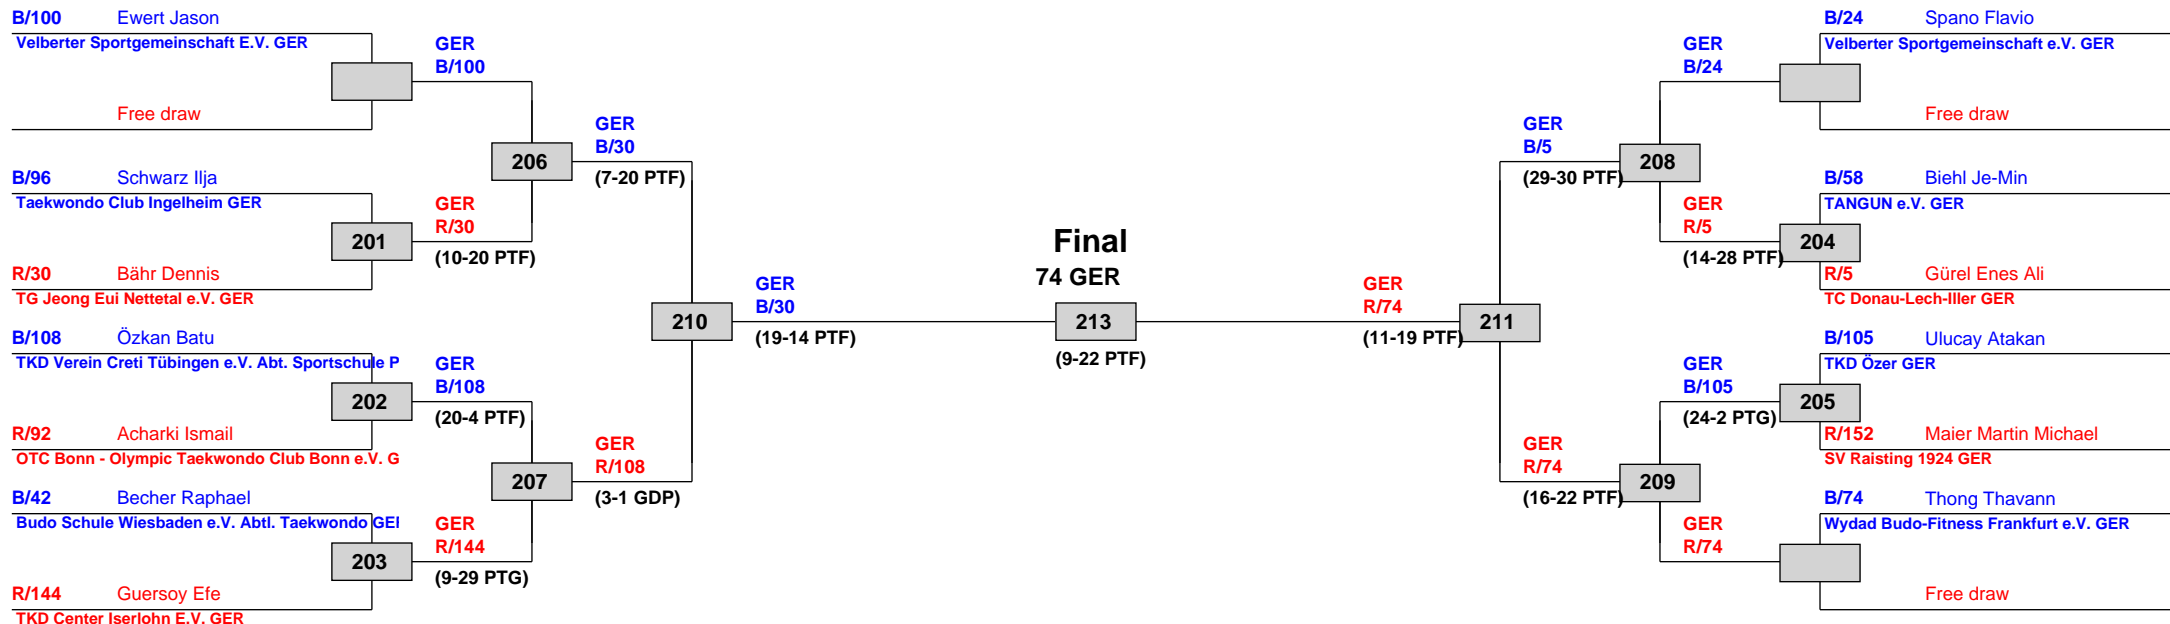 B/100 Ewert Jason
Velberter Sportgemeinschaft E.V. GER
Free draw
B/96 Schwarz Ilja
Taekwondo Club Ingelheim GER
201
R/30 Bähr Dennis
TG Jeong Eui Nettetal e.V. GER
B/108 Özkan Batu
TKD Verein Creti Tübingen e.V. Abt. Sportschule P
202
R/92 Acharki Ismail
OTC Bonn - Olympic Taekwondo Club Bonn e.V. G
B/42 Becher Raphael
Budo Schule Wiesbaden e.V. Abtl. Taekwondo GER
203
R/144 Guersoy Efe
TKD Center Iserlohn E.V. GER
GER
B/100
206
GER
R/30
(10-20 PTF)
GER
B/108
(20-4 PTF)
207
GER
R/144
(9-29 PTG)
GER
B/30
(7-20 PTF)
210
GER
R/108
(3-1 GDP)
GER
B/30
(19-14 PTF)
Final
74 GER
213
(9-22 PTF)
GER
R/74
(11-19 PTF)
211
GER
B/5
(29-30 PTF)
208
GER
R/74
(16-22 PTF)
209
GER
B/24
GER
R/5
(14-28 PTF)
204
GER
B/105
(24-2 PTG)
205
GER
R/74
B/24 Spano Flavio
Velberter Sportgemeinschaft e.V. GER
Free draw
B/58 Biehl Je-Min
TANGUN e.V. GER
R/5 Gürel Enes Ali
TC Donau-Lech-Iller GER
B/105 Ulucay Atakan
TKD Özer GER
R/152 Maier Martin Michael
SV Raisting 1924 GER
B/74 Thong Thavann
Wydad Budo-Fitness Frankfurt e.V. GER
Free draw